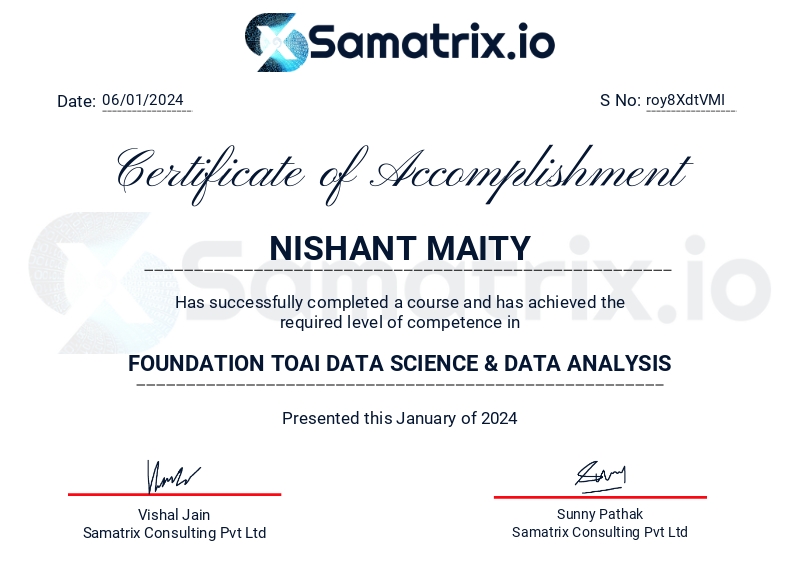 Samatrix.io
Date: 06/01/2024
S No: roy8XdtVMI
Certificate of Accomplishment
NISHANT MAITY
Samatrix.io
Has successfully completed a course and has achieved the
required level of competence in
FOUNDATION TOAI DATA SCIENCE & DATA ANALYSIS
Presented this January of 2024
Vishal Jain
Samatrix Consulting Pvt Ltd
Sunny Pathak
Samatrix Consulting Pvt Ltd